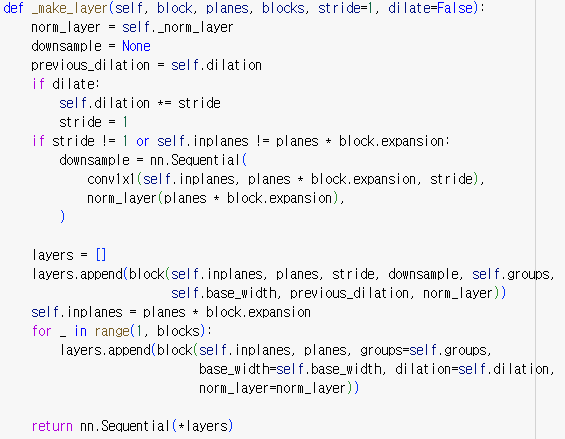 def _make_layer(self, block, planes, blocks, stride=1, dilate=False):
    norm_layer = self._norm_layer
    downsample = None
    previous_dilation = self.dilation
    if dilate:
        self.dilation *= stride
        stride = 1
    if stride != 1 or self.inplanes != planes * block.expansion:
        downsample = nn.Sequential(
            conv1x1(self.inplanes, planes * block.expansion, stride),
            norm_layer(planes * block.expansion),
        )

    layers = []
    layers.append(block(self.inplanes, planes, stride, downsample, self.groups,
                        self.base_width, previous_dilation, norm_layer))
    self.inplanes = planes * block.expansion
    for _ in range(1, blocks):
        layers.append(block(self.inplanes, planes, groups=self.groups,
                            base_width=self.base_width, dilation=self.dilation,
                            norm_layer=norm_layer))

    return nn.Sequential(*layers)